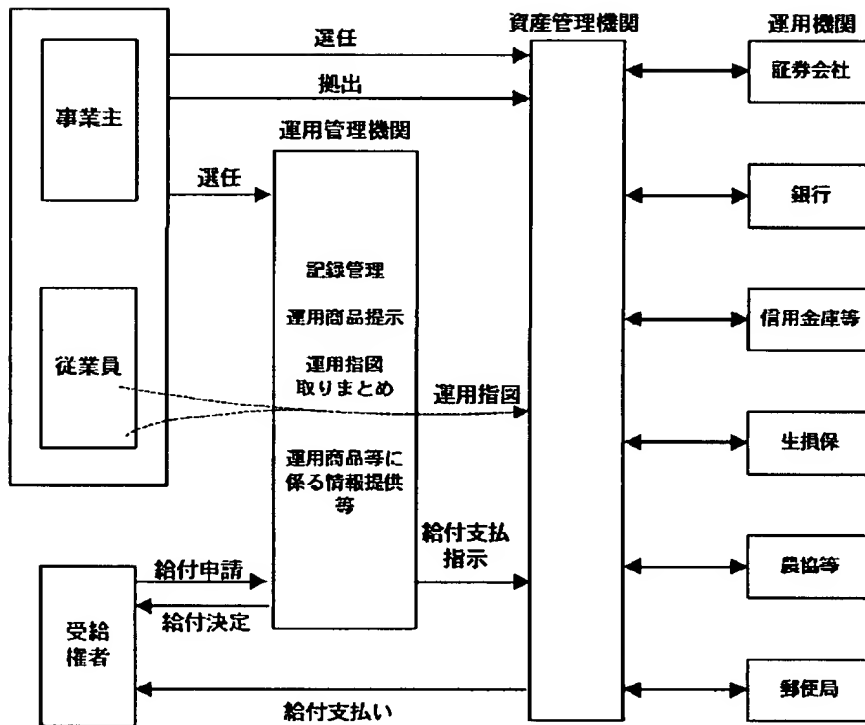 資産管理機関
運用機関
選任
拠出
事業主
証券会社
運用管理機関
選任
銀行
記録管理
運用商品提示
信用金庫等
従業員
運用指図
取りまとめ
運用指図
運用商品等に
係る情報提供
等
生損保
給付支払
指示
給付申請
農協等
給付決定
受給
権者
給付支払い
郵便局